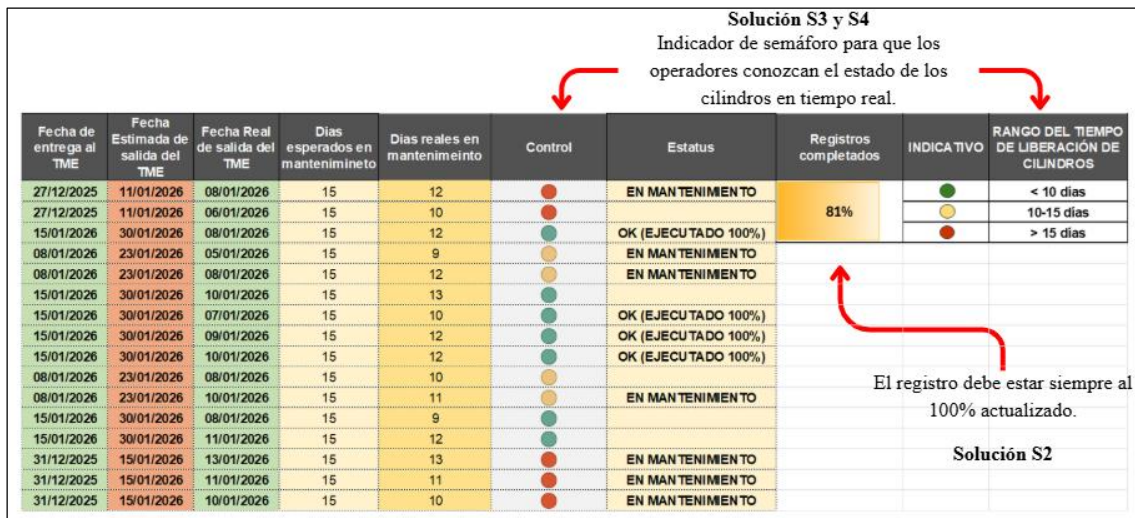 Solución S3 y S4
Indicador de semáforo para que los
operadores conozcan el estado de los
cilindros en tiempo real.
Fecha de entrega al TME Fecha Estimada de salida del TME Fecha Real de salida del TME Dias esperados en mantenimineto Dias reales en mantenimeinto Control Estatus Registros completados INDICATIVO RANGO DEL TIEMPO DE LIBERACIÓN DE CILINDROS
27/12/2025 11/01/2026 08/01/2026 15 12 EN MANTENIMIENTO 81% < 10 dias
27/12/2025 11/01/2026 06/01/2026 15 10 10-15 dias
15/01/2026 30/01/2026 08/01/2026 15 12 OK (EJECUTADO 100%) > 15 dias
08/01/2026 23/01/2026 05/01/2026 15 9 EN MANTENIMIENTO
08/01/2026 23/01/2026 08/01/2026 15 12 EN MANTENIMIENTO
15/01/2026 30/01/2026 10/01/2026 15 13
15/01/2026 30/01/2026 07/01/2026 15 10 OK (EJECUTADO 100%)
15/01/2026 30/01/2026 09/01/2026 15 12 OK (EJECUTADO 100%)
15/01/2026 30/01/2026 10/01/2026 15 12 OK (EJECUTADO 100%)
08/01/2026 23/01/2026 08/01/2026 15 10
08/01/2026 23/01/2026 10/01/2026 15 11 EN MANTENIMIENTO
15/01/2026 30/01/2026 08/01/2026 15 9
15/01/2026 30/01/2026 11/01/2026 15 12
31/12/2025 15/01/2026 13/01/2026 15 13 EN MANTENIMIENTO
31/12/2025 15/01/2026 11/01/2026 15 11 EN MANTENIMIENTO
31/12/2025 15/01/2026 10/01/2026 15 10 EN MANTENIMIENTO
El registro debe estar siempre al
100% actualizado.
Solución S2